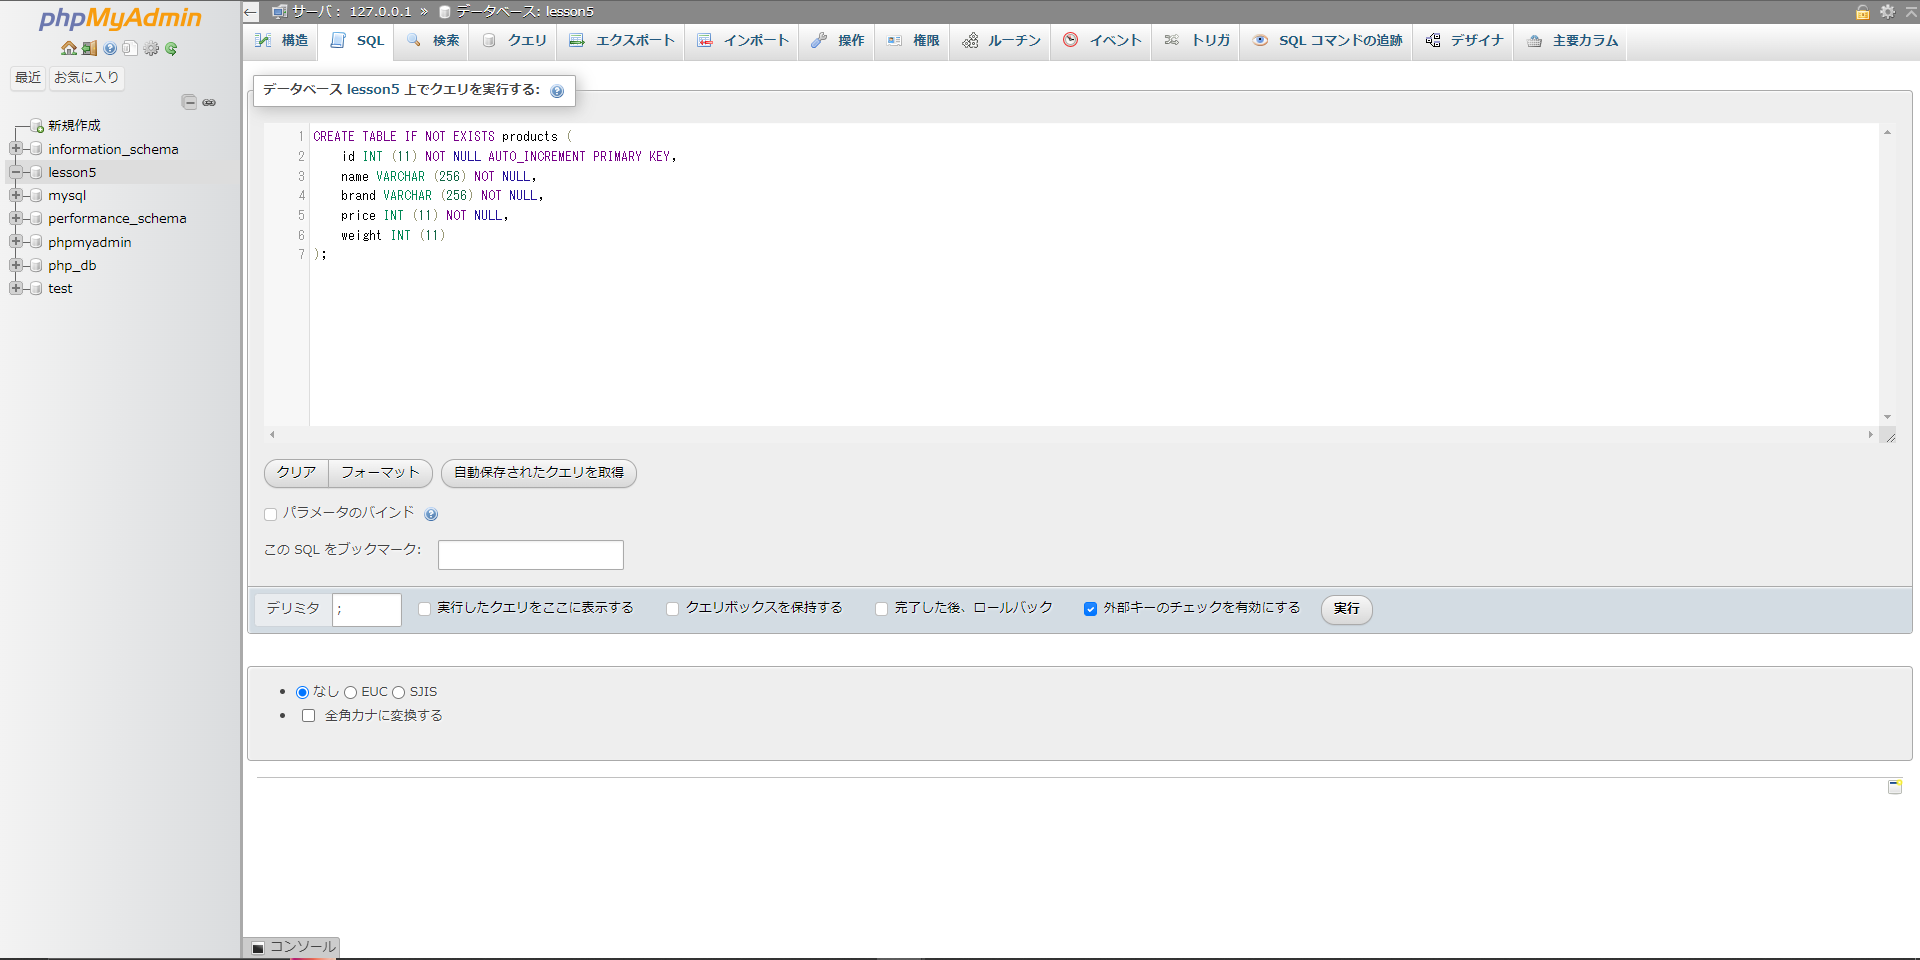 phpMyAdmin
最近 お気に入り
新規作成
information_schema
lesson5
mysql
performance_schema
phpmyadmin
php_db
test
サーバ: 127.0.0.1 » データベース: lesson5
構造 SQL 検索 クエリ エクスポート インポート 操作 権限 ルーチン イベント トリガ SQL コマンドの追跡 デザイナ 主要カラム
データベース lesson5 上でクエリを実行する:
1 CREATE TABLE IF NOT EXISTS products (
2 id INT (11) NOT NULL AUTO_INCREMENT PRIMARY KEY,
3 name VARCHAR (256) NOT NULL,
4 brand VARCHAR (256) NOT NULL,
5 price INT (11) NOT NULL,
6 weight INT (11)
7 );
クリア フォーマット 自動保存されたクエリを取得
パラメータのバインド
この SQL をブックマーク:
デリミタ ; 実行したクエリをここに表示する クエリボックスを保持する 完了した後、ロールバック 外部キーのチェックを有効にする 実行
なし EUC SJIS
全角カナに変換する
コンソール